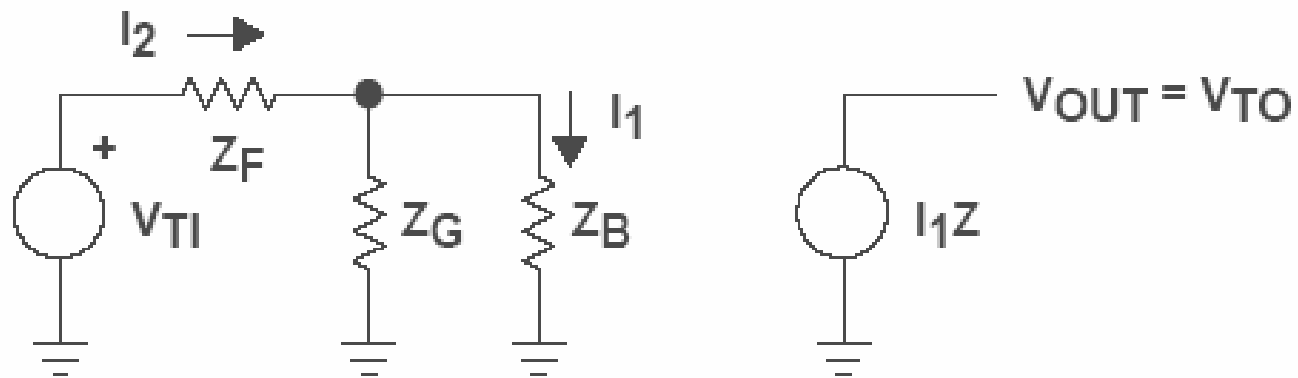 I2
I1
VOUT = VTO
+
ZF
VTI
ZG
ZB
I1Z